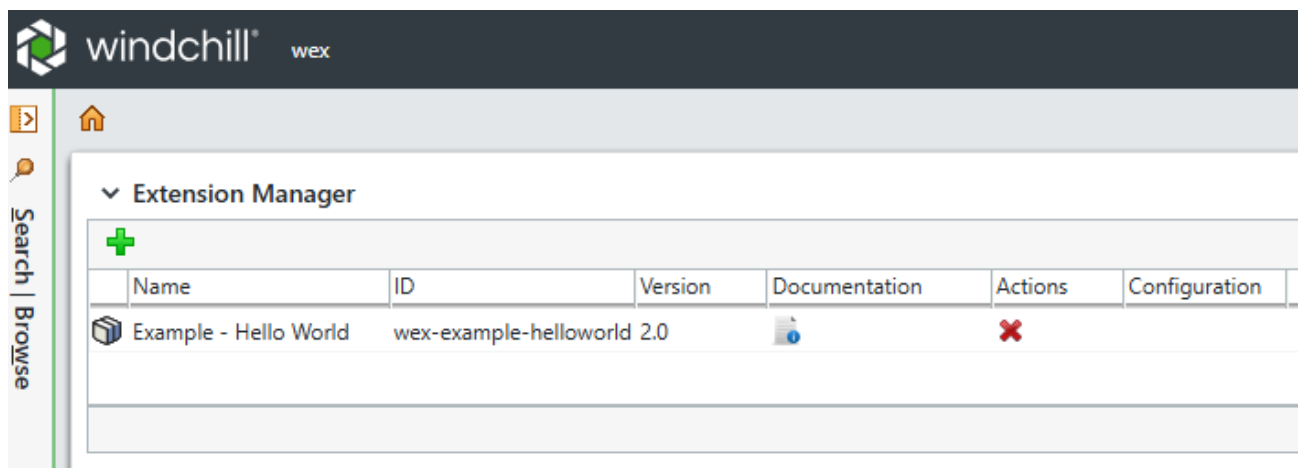 windchill® wex
Search | Browse
Extension Manager
Name ID Version Documentation Actions Configuration
Example - Hello World wex-example-helloworld 2.0